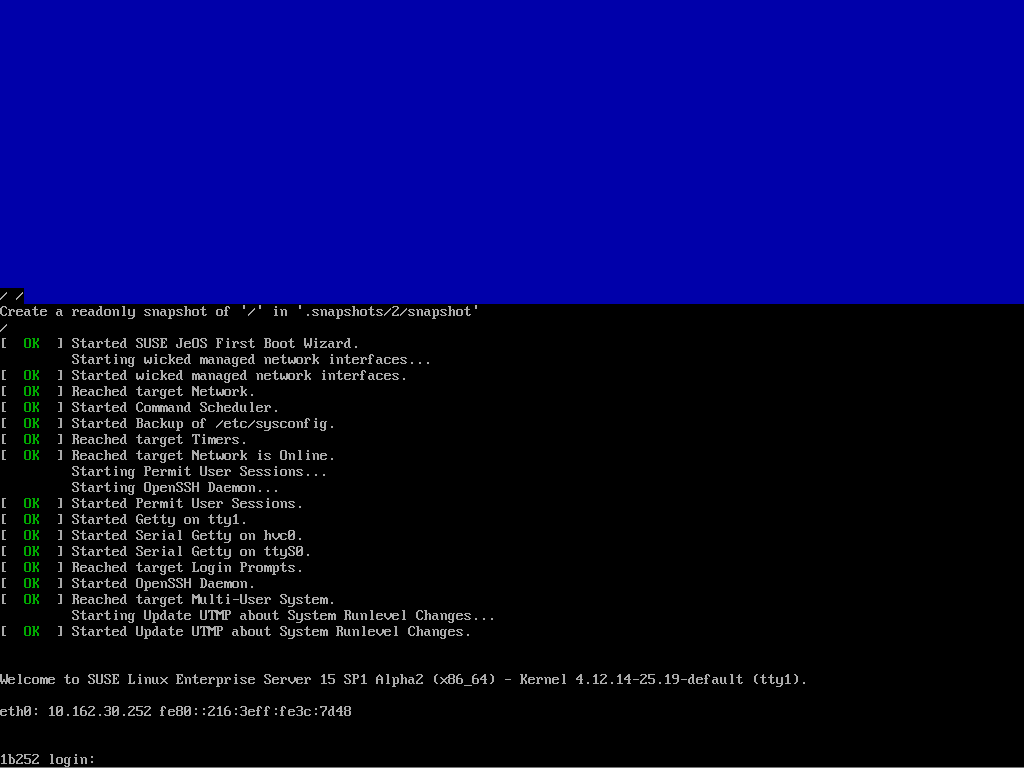 / /
Create a readonly snapshot of '/' in '.snapshots/2/snapshot'
/
[  OK  ] Started SUSE JeOS First Boot Wizard.
         Starting wicked managed network interfaces...
[  OK  ] Started wicked managed network interfaces.
[  OK  ] Reached target Network.
[  OK  ] Started Command Scheduler.
[  OK  ] Started Backup of /etc/sysconfig.
[  OK  ] Reached target Timers.
[  OK  ] Reached target Network is Online.
         Starting Permit User Sessions...
         Starting OpenSSH Daemon...
[  OK  ] Started Permit User Sessions.
[  OK  ] Started Getty on tty1.
[  OK  ] Started Serial Getty on hvc0.
[  OK  ] Started Serial Getty on ttyS0.
[  OK  ] Reached target Login Prompts.
[  OK  ] Started OpenSSH Daemon.
[  OK  ] Reached target Multi-User System.
         Starting Update UTMP about System Runlevel Changes...
[  OK  ] Started Update UTMP about System Runlevel Changes.
Welcome to SUSE Linux Enterprise Server 15 SP1 Alpha2 (x86_64) - Kernel 4.12.14-25.19-default (tty1).
eth0: 10.162.30.252 fe80::216:3eff:fe3c:7d48
1b252 login: